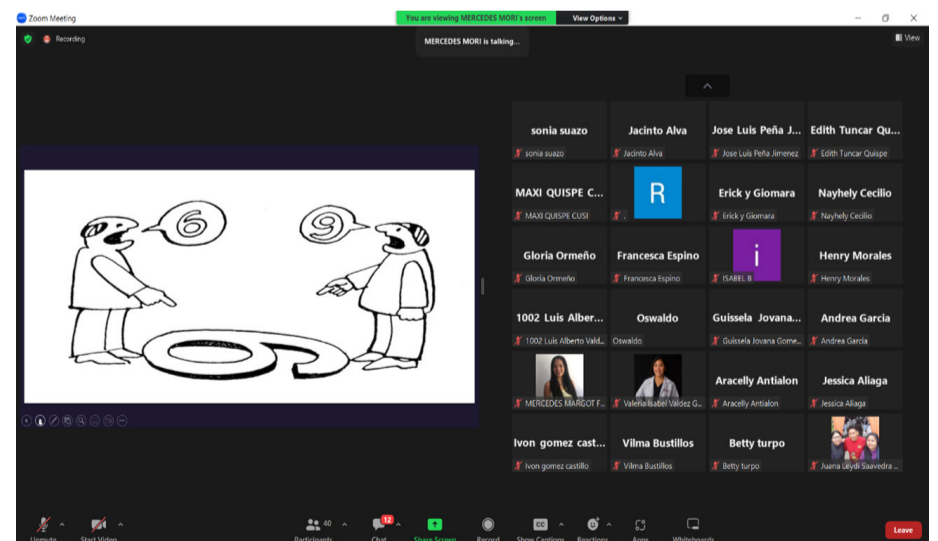 Zoom Meeting
You are viewing MERCEDES MORI's screen View Options
Recording
MERCEDES MORI is talking...
View
6
9
sonia suazo Jacinto Alva Jose Luis Peña J... Edith Tuncar Qu...
sonia suazo Jacinto Alva Jose Luis Peña Jimenez Edith Tuncar Quispe
MAXI QUISPE C... R Erick y Giomara Nayhely Cecilio
MAXI QUISPE CUSI . Erick y Giomara Nayhely Cecilio
Gloria Ormeño Francesca Espino i Henry Morales
Gloria Ormeño Francesca Espino ISABEL B Henry Morales
1002 Luis Alber... Oswaldo Guissela Jovana... Andrea Garcia
1002 Luis Alberto Vald... Oswaldo Guissela Jovana Gome... Andrea Garcia
Aracelly Antialon Jessica Aliaga
MERCEDES MARGOT F... Valeria Isabel Valdez G... Aracelly Antialon Jessica Aliaga
Ivon gomez cast... Vilma Bustillos Betty turpo
Ivon gomez castillo Vilma Bustillos Betty turpo Juana Leydi Saavedra ...
40 12 CC
Unmute Start Video Participants Chat Share Screen Record Show Captions Reactions Apps Whiteboards
Leave